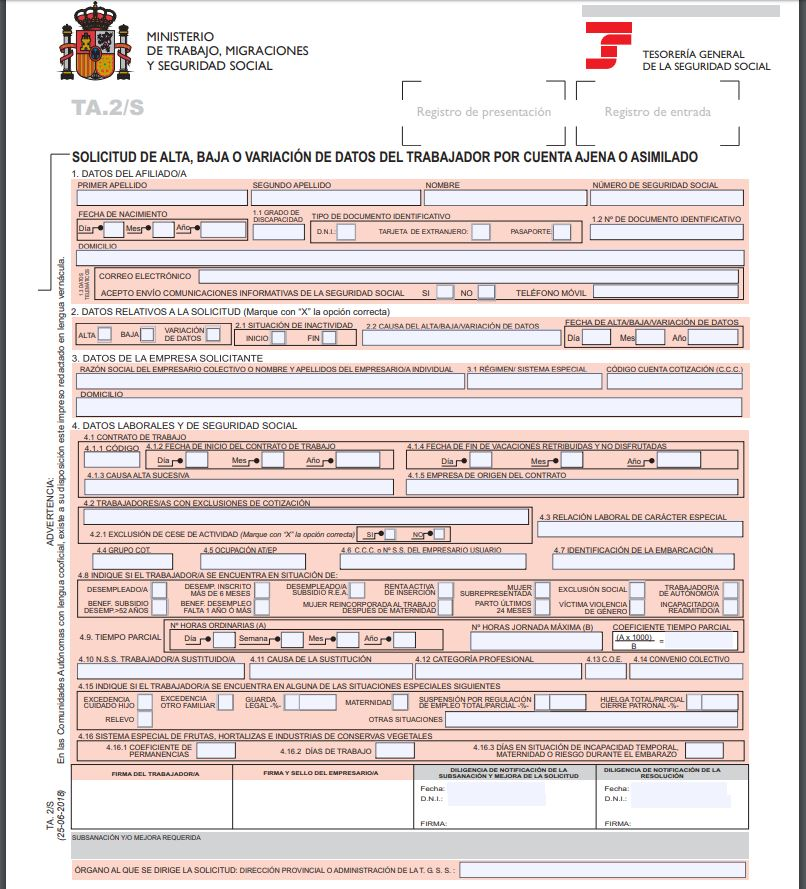 MINISTERIO
DE TRABAJO, MIGRACIONES
Y SEGURIDAD SOCIAL
TESORERÍA GENERAL
DE LA SEGURIDAD SOCIAL
TA.2/S
Registro de presentación
Registro de entrada
SOLICITUD DE ALTA, BAJA O VARIACIÓN DE DATOS DEL TRABAJADOR POR CUENTA AJENA O ASIMILADO
1. DATOS DEL AFILIADO/A
PRIMER APELLIDO SEGUNDO APELLIDO NOMBRE NÚMERO DE SEGURIDAD SOCIAL
FECHA DE NACIMIENTO
Día Mes Año
1.1 GRADO DE
DISCAPACIDAD
TIPO DE DOCUMENTO IDENTIFICATIVO
D.N.I.: TARJETA DE EXTRANJERO: PASAPORTE:
1.2 Nº DE DOCUMENTO IDENTIFICATIVO
DOMICILIO
1.3 DATOS
TELEMÁTICOS
CORREO ELECTRÓNICO
ACEPTO ENVÍO COMUNICACIONES INFORMATIVAS DE LA SEGURIDAD SOCIAL SI NO TELÉFONO MÓVIL
2. DATOS RELATIVOS A LA SOLICITUD (Marque con "X" la opción correcta)
ALTA BAJA VARIACIÓN
DE DATOS
2.1 SITUACIÓN DE INACTIVIDAD
INICIO FIN
2.2 CAUSA DEL ALTA/BAJA/VARIACIÓN DE DATOS
FECHA DE ALTA/BAJA/VARIACIÓN DE DATOS
Día Mes Año
3. DATOS DE LA EMPRESA SOLICITANTE
RAZÓN SOCIAL DEL EMPRESARIO COLECTIVO O NOMBRE Y APELLIDOS DEL EMPRESARIO/A INDIVIDUAL 3.1 RÉGIMEN/ SISTEMA ESPECIAL CÓDIGO CUENTA COTIZACIÓN (C.C.C.)
DOMICILIO
4. DATOS LABORALES Y DE SEGURIDAD SOCIAL
4.1 CONTRATO DE TRABAJO
4.1.1 CÓDIGO
4.1.2 FECHA DE INICIO DEL CONTRATO DE TRABAJO
Día Mes Año
4.1.4 FECHA DE FIN DE VACACIONES RETRIBUIDAS Y NO DISFRUTADAS
Día Mes Año
4.1.3 CAUSA ALTA SUCESIVA
4.1.5 EMPRESA DE ORIGEN DEL CONTRATO
4.2 TRABAJADORES/AS CON EXCLUSIONES DE COTIZACIÓN
4.2.1 EXCLUSIÓN DE CESE DE ACTIVIDAD (Marque con "X" la opción correcta) SI NO
4.3 RELACIÓN LABORAL DE CARÁCTER ESPECIAL
4.4 GRUPO COT. 4.5 OCUPACIÓN AT/EP 4.6 C.C.C. o Nº S.S. DEL EMPRESARIO USUARIO 4.7 IDENTIFICACIÓN DE LA EMBARCACIÓN
4.8 INDIQUE SI EL TRABAJADOR/A SE ENCUENTRA EN SITUACIÓN DE:
DESEMPLEADO/A
DESEMP. INSCRITO
MÁS DE 6 MESES
DESEMPLEADO/A
SUBSIDIO R.E.A.
RENTA ACTIVA
DE INSERCIÓN
MUJER
SUBREPRESENTADA
EXCLUSIÓN SOCIAL
TRABAJADOR/A
DE AUTÓNOMO/A
BENEF. SUBSIDIO
DESEMP.>52 AÑOS
BENEF. DESEMPLEO
FALTA 1 AÑO Ó MÁS
MUJER REINCORPORADA AL TRABAJO
DESPUÉS DE MATERNIDAD
PARTO ÚLTIMOS
24 MESES
VÍCTIMA VIOLENCIA
DE GÉNERO
INCAPACITADO/A
READMITIDO/A
4.9. TIEMPO PARCIAL
Nº HORAS ORDINARIAS (A)
Día Semana Mes Año
Nº HORAS JORNADA MÁXIMA (B)
COEFICIENTE TIEMPO PARCIAL
(A x 1000) =
B
4.10 N.S.S. TRABAJADOR SUSTITUIDO/A 4.11 CAUSA DE LA SUSTITUCIÓN 4.12 CATEGORÍA PROFESIONAL 4.13 C.O.E. 4.14 CONVENIO COLECTIVO
4.15 INDIQUE SI EL TRABAJADOR/A SE ENCUENTRA EN ALGUNA DE LAS SITUACIONES ESPECIALES SIGUIENTES
EXCEDENCIA
CUIDADO HIJO
EXCEDENCIA
OTRO FAMILIAR
GUARDA
LEGAL -%-
MATERNIDAD
SUSPENSIÓN POR REGULACIÓN
DE EMPLEO TOTAL/PARCIAL -%-
HUELGA TOTAL/PARCIAL
CIERRE PATRONAL -%-
RELEVO
OTRAS SITUACIONES
4.16 SISTEMA ESPECIAL DE FRUTAS, HORTALIZAS E INDUSTRIAS DE CONSERVAS VEGETALES
4.16.1 COEFICIENTE DE
PERMANENCIAS
4.16.2 DÍAS DE TRABAJO
4.16.3 DÍAS EN SITUACIÓN DE INCAPACIDAD TEMPORAL,
MATERNIDAD O RIESGO DURANTE EL EMBARAZO
FIRMA DEL TRABAJADOR/A
FIRMA Y SELLO DEL EMPRESARIO/A
DILIGENCIA DE NOTIFICACIÓN DE LA
SUBSANACIÓN Y MEJORA DE LA SOLICITUD
Fecha:
D.N.I.:
FIRMA:
DILIGENCIA DE NOTIFICACIÓN DE LA
RESOLUCIÓN
Fecha:
D.N.I.:
FIRMA:
SUBSANACIÓN Y/O MEJORA REQUERIDA
ÓRGANO AL QUE SE DIRIGE LA SOLICITUD: DIRECCIÓN PROVINCIAL O ADMINISTRACIÓN DE LA T. G. S. S. :
ADVERTENCIA:
En las Comunidades Autónomas con lengua cooficial, existe a su disposición este impreso redactado en lengua vernácula.
TA. 2/S
(25-06-2018)